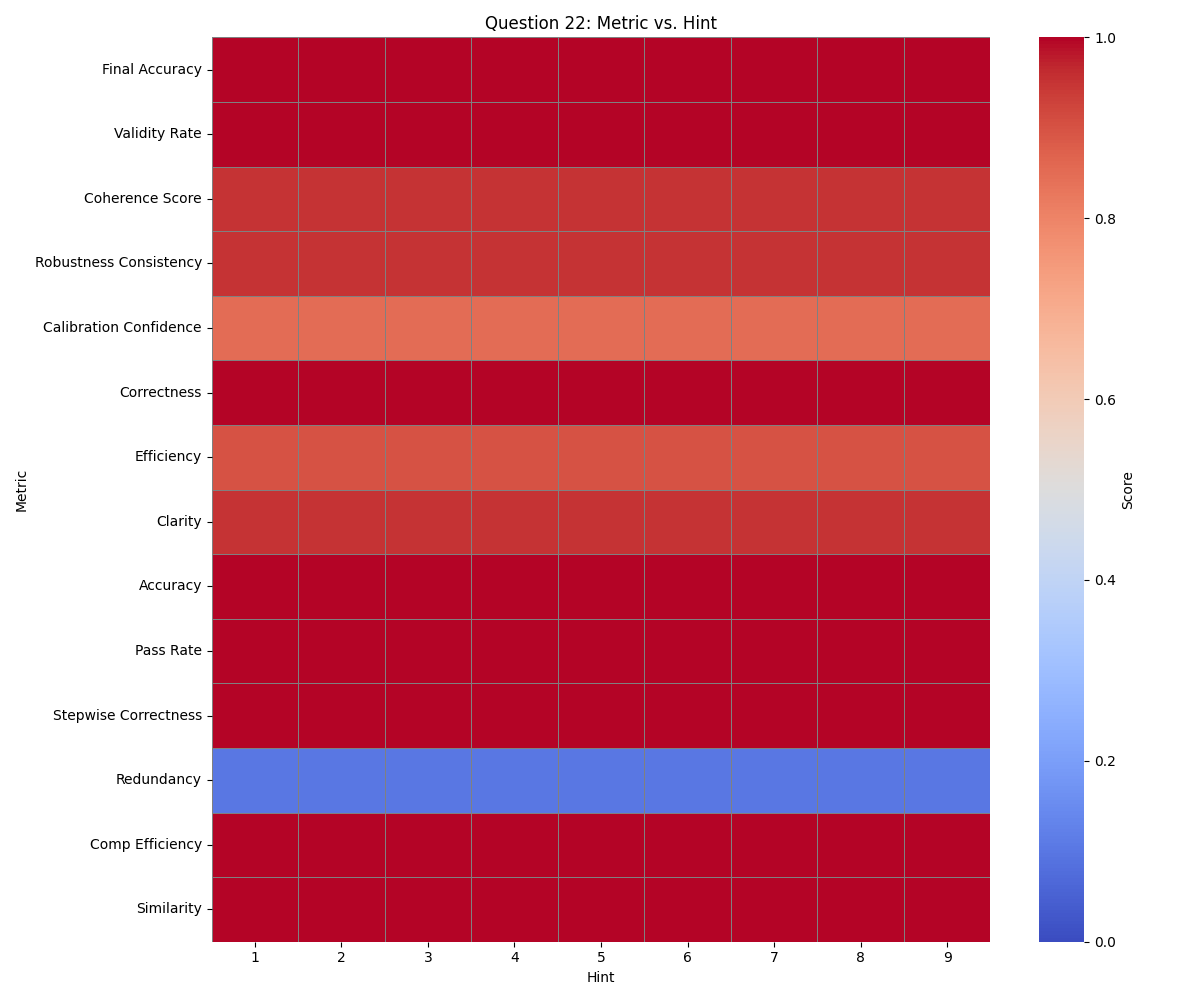 Question 22: Metric vs. Hint
Metric
Final Accuracy
Validity Rate
Coherence Score
Robustness Consistency
Calibration Confidence
Correctness
Efficiency
Clarity
Accuracy
Pass Rate
Stepwise Correctness
Redundancy
Comp Efficiency
Similarity
1 2 3 4 5 6 7 8 9
Hint
1.0
0.8
0.6
0.4
0.2
0.0
Score